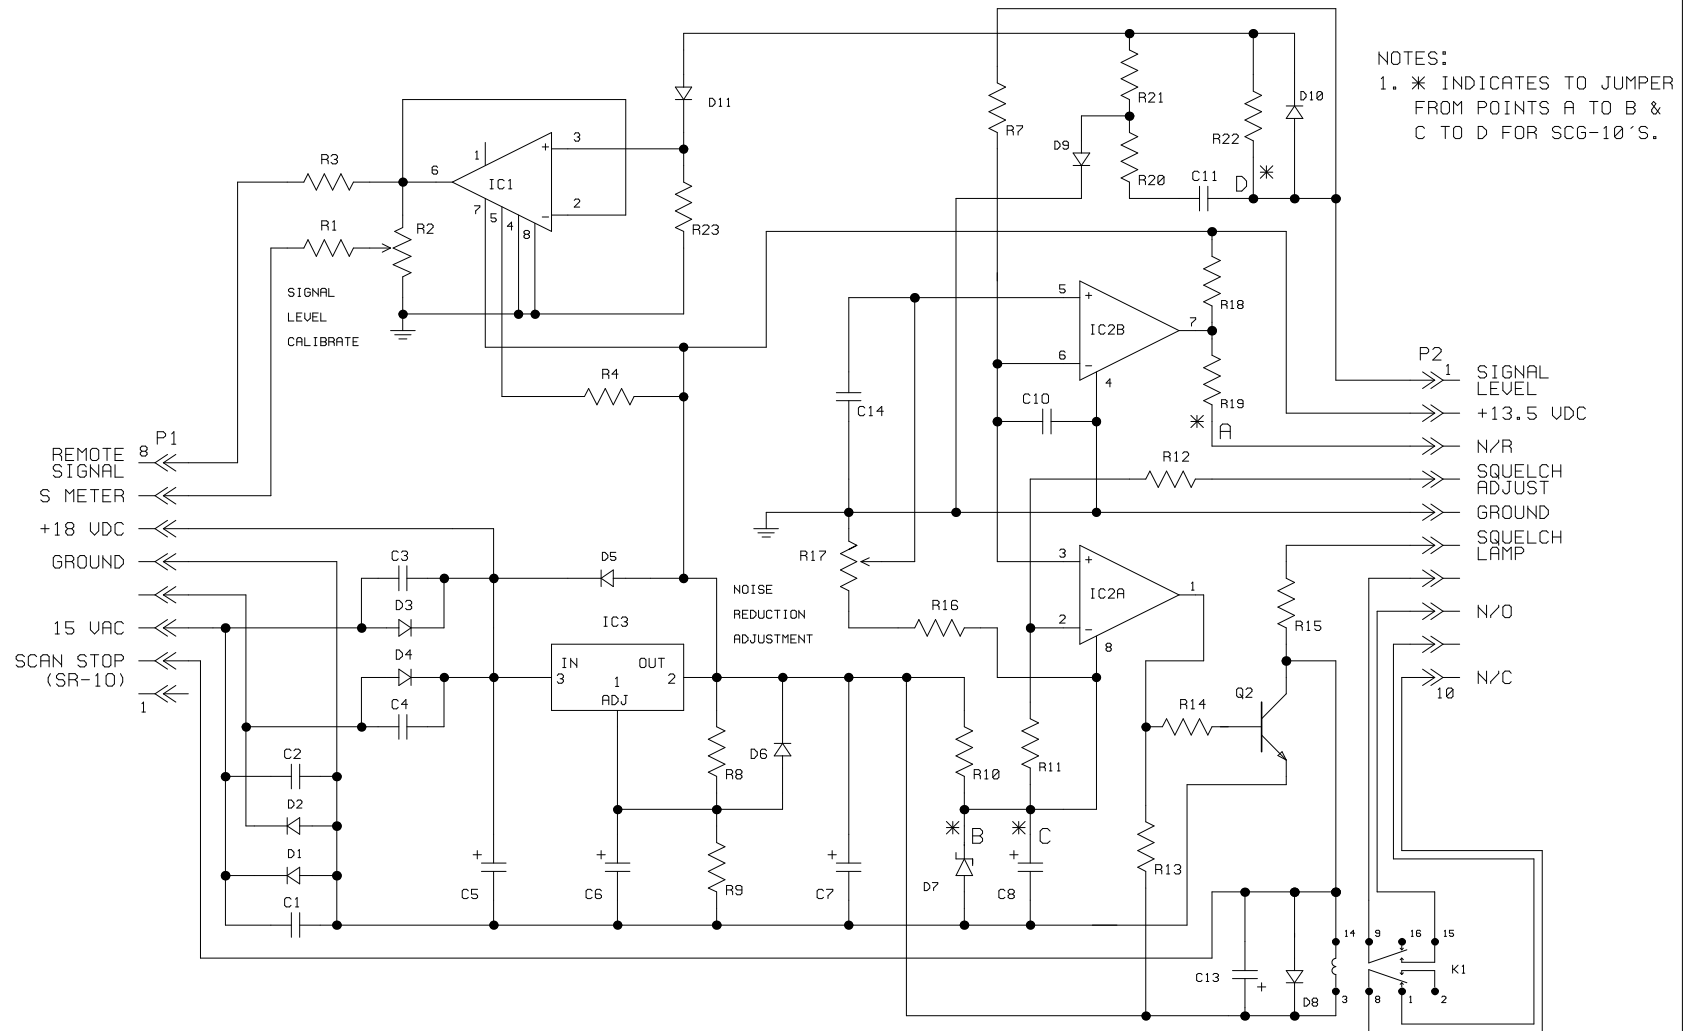 NOTES:
1. * INDICATES TO JUMPER
FROM POINTS A TO B &
C TO D FOR SCG-10'S.
D11
R7
R21
D9
R20
R22
D10
C11
D
*
R3
6
1
IC1
+
3
-
2
7
5
4
8
R1
R2
R23
SIGNAL
LEVEL
CALIBRATE
R4
5
+
IC2B
6
-
7
4
R18
R19
*
A
C10
C14
P2
1
SIGNAL
LEVEL
+13.5 VDC
N/R
SQUELCH
ADJUST
GROUND
SQUELCH
LAMP
N/O
N/C
10
P1
8
REMOTE
SIGNAL
S METER
+18 VDC
GROUND
15 VAC
SCAN STOP
(SR-10)
1
R12
R17
R16
NOISE
REDUCTION
ADJUSTMENT
3
+
IC2A
2
-
1
8
R15
C3
D3
D4
C4
D5
IC3
IN
3
1
ADJ
OUT
2
C2
D2
D1
C1
R8
D6
R10
R11
R14
Q2
R13
C5
+
C6
+
R9
C7
+
D7
*
B
C8
+
*
C
C13
+
D8
14
3
9
16
15
K1
8
1
2